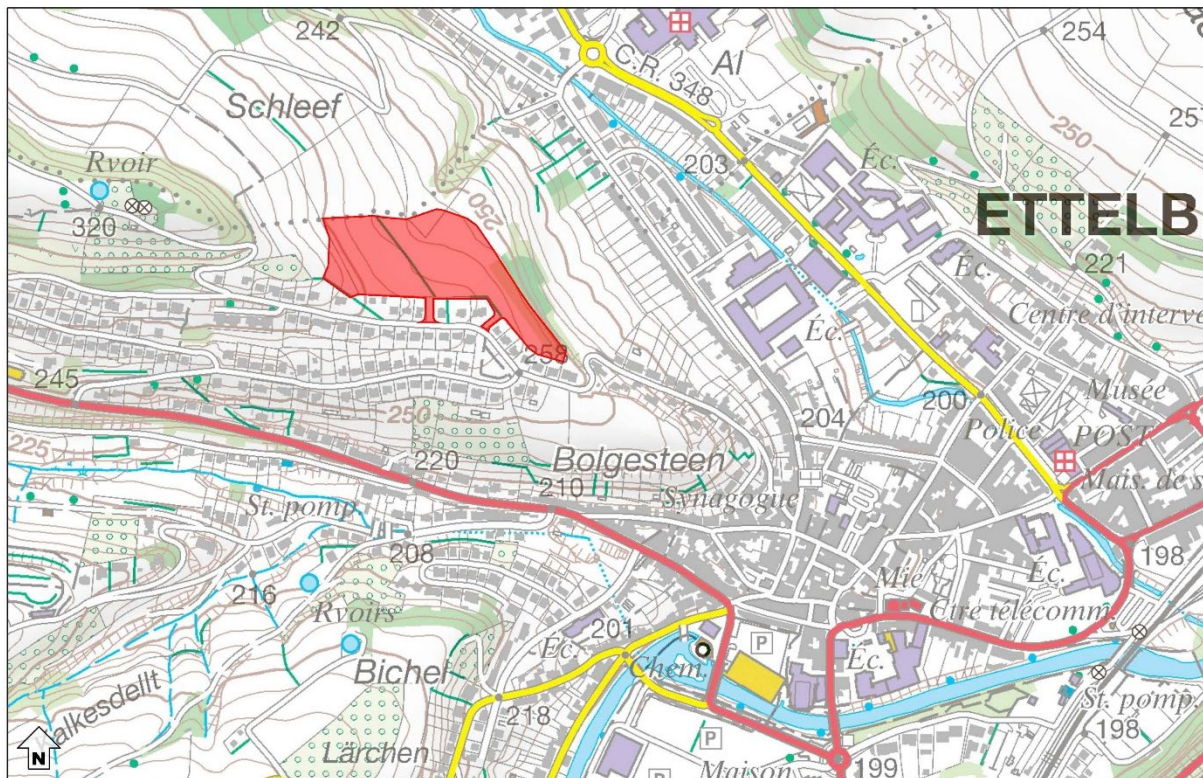 242
Schleef
C.R. 348
Al
254
250
Rvoir
320
250
203
Éc.
ETTELB
221
Éc.
Centre d'interve
Éc.
258
245
250
204
200
Musée
Police
POST
225
220
Bolgesteen
Mais. de s
210
Synagogue
St. pomp
208
198
216
Mie
Éc.
Rvoirs
Ctre télécomm
201
Éc.
P
Éc.
Bichel
Chem.
218
St. pomp
alkesdellt
P
198
N
Lärchen
Maison
P
199